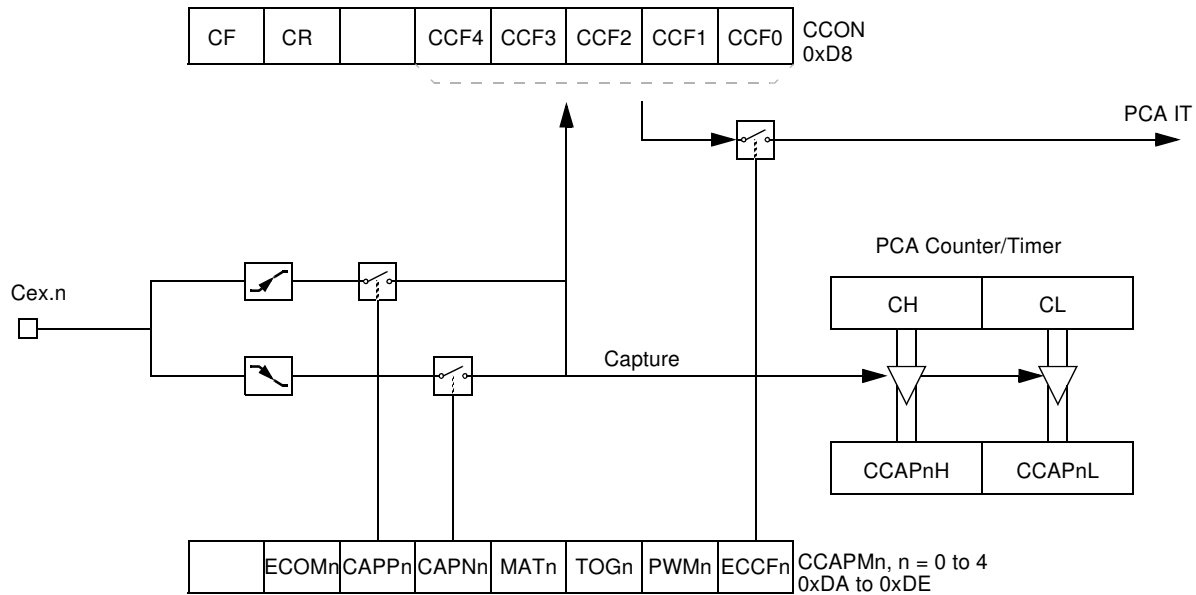 CF CR CCF4 CCF3 CCF2 CCF1 CCF0
CCON
0xD8
PCA IT
PCA Counter/Timer
Cex.n
CH CL
Capture
CCAPnH CCAPnL
ECOMn CAPPn CAPNn MATn TOGn PWMn ECCFn
CCAPMn, n = 0 to 4
0xDA to 0xDE